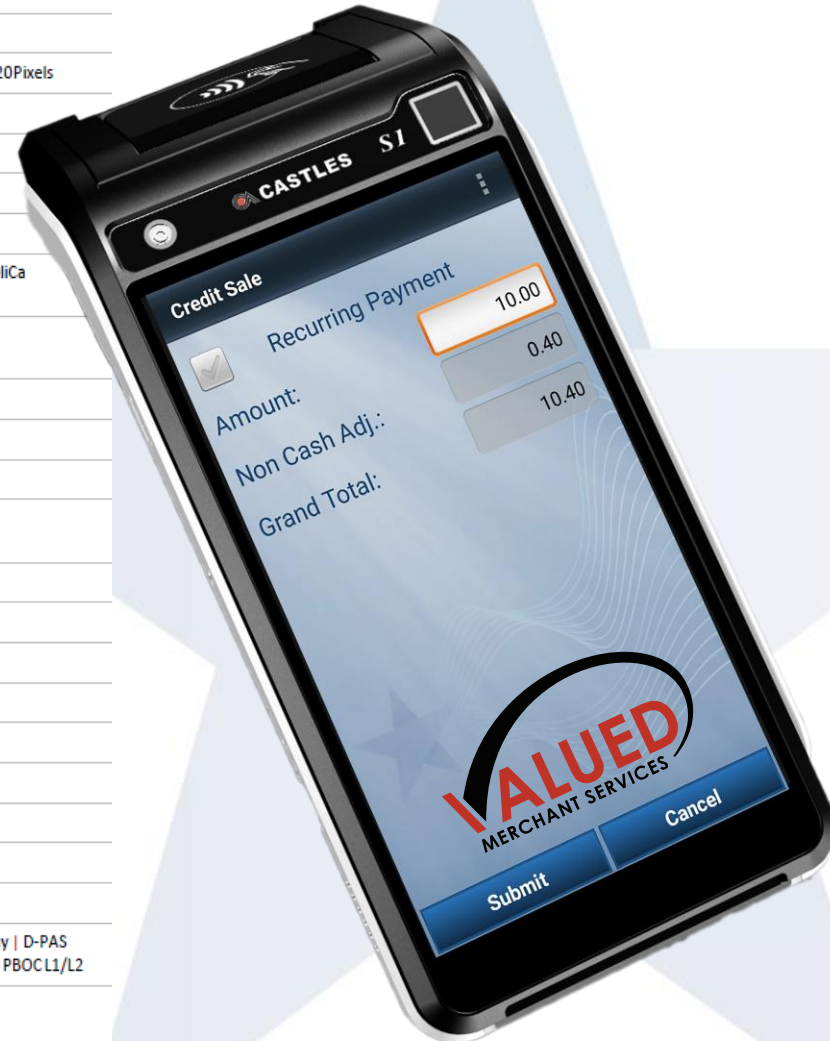 20Pixels
liCa
y | D-PAS
PBOC L1/L2
CASTLES S1
Credit Sale
Recurring Payment
Amount: 10.00
Non Cash Adj.: 0.40
Grand Total: 10.40
VALUED
MERCHANT SERVICES
Submit Cancel